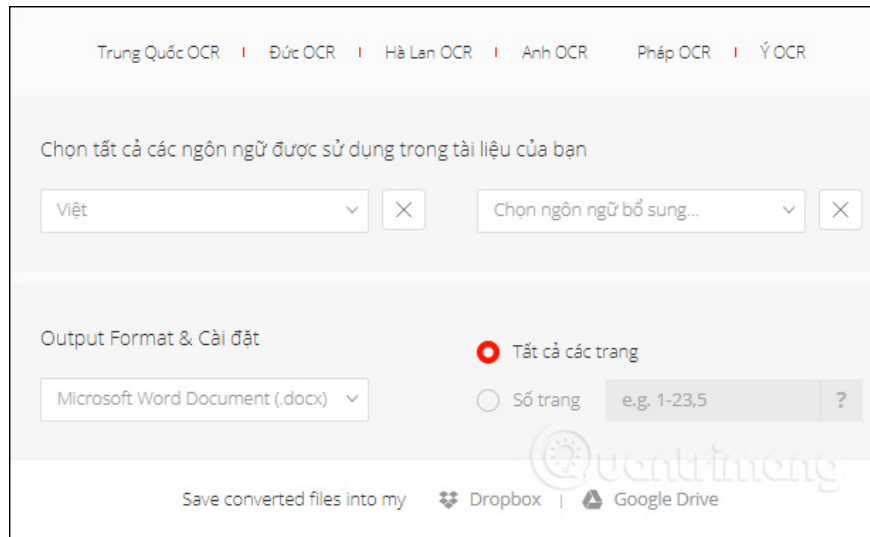 Trung Quốc OCR | Đức OCR | Hà Lan OCR | Anh OCR Pháp OCR | Ý OCR
Chọn tất cả các ngôn ngữ được sử dụng trong tài liệu của bạn
Việt Chọn ngôn ngữ bổ sung...
Output Format & Cài đặt
Tất cả các trang
Microsoft Word Document (.docx) Số trang e.g. 1-23,5 ?
Quantrimang
Save converted files into my Dropbox | Google Drive